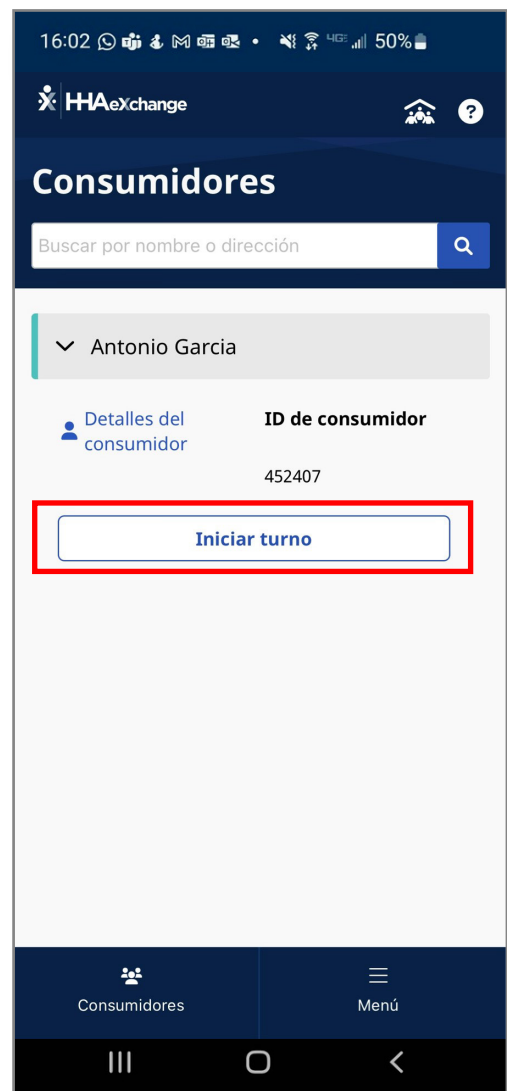 16:02
4GE
50%
HHAeXchange
Consumidores
Buscar por nombre o dirección
Antonio Garcia
Detalles del
consumidor
ID de consumidor
452407
Iniciar turno
Consumidores
Menú